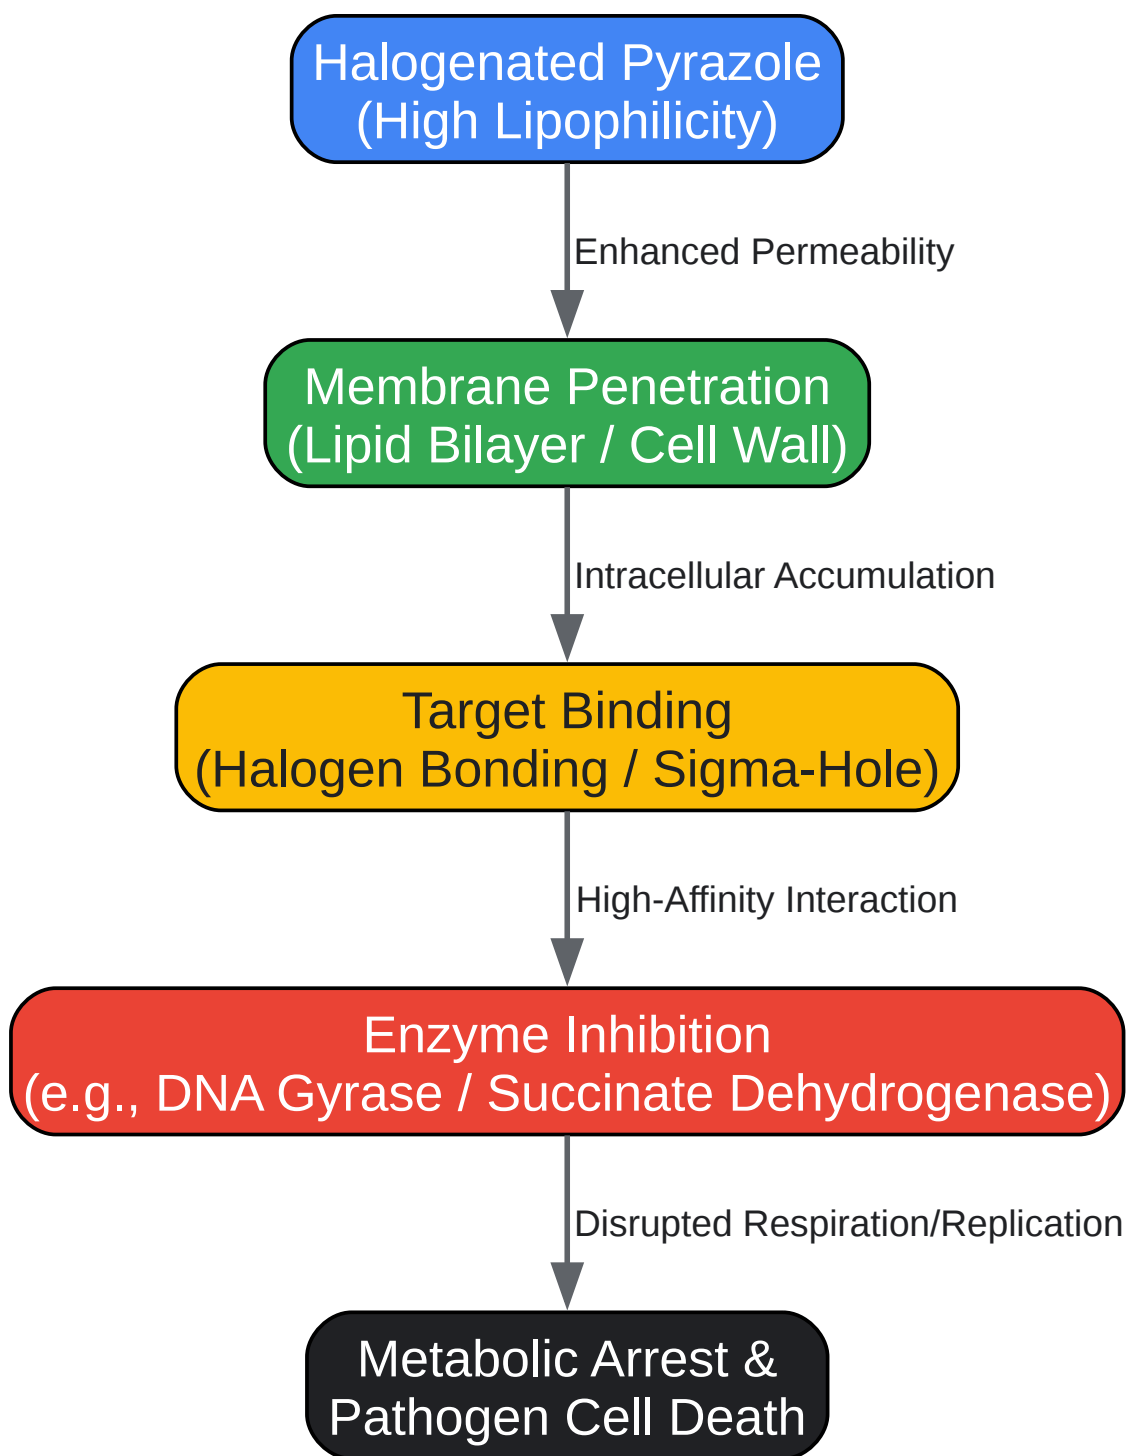 Halogenated Pyrazole
(High Lipophilicity)
Enhanced Permeability
Membrane Penetration
(Lipid Bilayer / Cell Wall)
Intracellular Accumulation
Target Binding
(Halogen Bonding / Sigma-Hole)
High-Affinity Interaction
Enzyme Inhibition
(e.g., DNA Gyrase / Succinate Dehydrogenase)
Disrupted Respiration/Replication
Metabolic Arrest &
Pathogen Cell Death